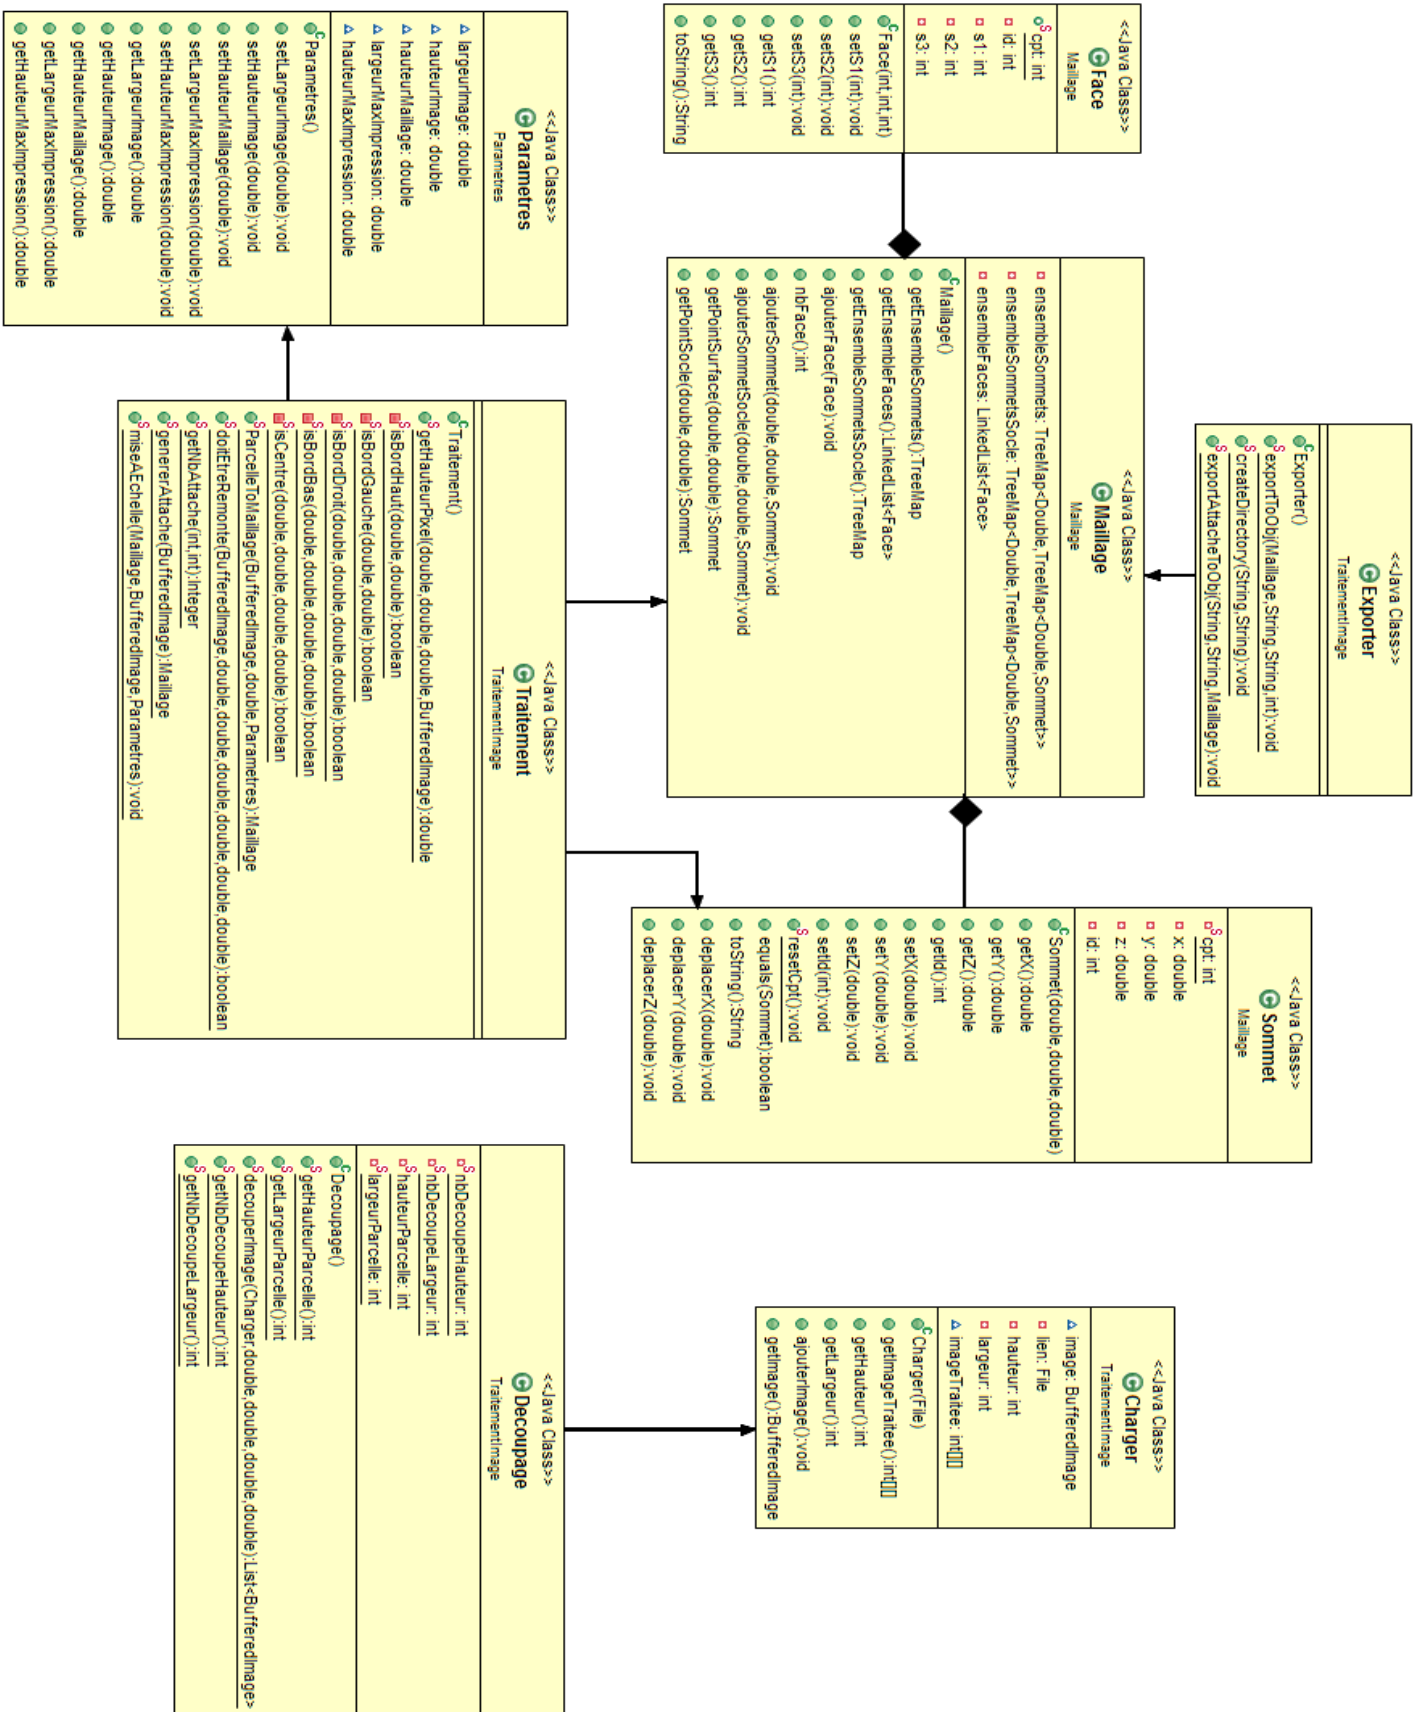 <<Java Class>>
Face
Maillage
cpt: int
id: int
s1: int
s2: int
s3: int
Face(int,int,int)
setS1(int):void
setS2(int):void
setS3(int):void
getS1():int
getS2():int
getS3():int
toString():String
<<Java Class>>
Exporter
TraitementImage
Exporter()
exportToObj(Maillage,String,String,int):void
createDirectory(String,String):void
exportAttacheToObj(String,String,Maillage):void
<<Java Class>>
Maillage
Maillage
ensembleSommets: TreeMap<Double,TreeMap<Double,Sommet>>
ensembleSommetsSocle: TreeMap<Double,TreeMap<Double,Sommet>>
ensembleFaces: LinkedList<Face>
Maillage()
getEnsembleSommets():TreeMap
getEnsembleFaces():LinkedList<Face>
getEnsembleSommetsSocle():TreeMap
ajouterFace(Face):void
nbFace():int
ajouterSommet(double,double,Sommet):void
ajouterSommetSocle(double,double,Sommet):void
getPointSurface(double,double):Sommet
getPointSocle(double,double):Sommet
<<Java Class>>
Sommet
Maillage
cpt: int
x: double
y: double
z: double
id: int
Sommet(double,double,double)
getX():double
getY():double
getZ():double
getId():int
setX(double):void
setY(double):void
setZ(double):void
setId(int):void
resetCpt():void
equals(Sommet):boolean
toString():String
deplacerX(double):void
deplacerY(double):void
deplacerZ(double):void
<<Java Class>>
Charger
TraitementImage
image: BufferedImage
lien: File
hauteur: int
largeur: int
imageTraitee: int[][]
Charger(File)
getImageTraitee():int[][]
getHauteur():int
getLargeur():int
ajouterImage():void
getImage():BufferedImage
<<Java Class>>
Parametres
Parametres
largeurImage: double
hauteurImage: double
hauteurMaillage: double
largeurMaxImpression: double
hauteurMaxImpression: double
Parametres()
setLargeurImage(double):void
setHauteurImage(double):void
setHauteurMaillage(double):void
setLargeurMaxImpression(double):void
setHauteurMaxImpression(double):void
getLargeurImage():double
getHauteurImage():double
getHauteurMaillage():double
getLargeurMaxImpression():double
getHauteurMaxImpression():double
<<Java Class>>
Traitement
TraitementImage
Traitement()
getHauteurPixel(double,double,double,BufferedImage):double
isBordHaut(double,double):boolean
isBordGauche(double,double):boolean
isBordDroit(double,double,double,double):boolean
isBordBas(double,double,double,double):boolean
isCentre(double,double,double,double):boolean
ParcelleToMaillage(BufferedImage,double,Parametres):Maillage
doitEtreRemonte(BufferedImage,double,double,double,double,double,double):boolean
getNbAttache(int,int):Integer
genererAttache(BufferedImage):Maillage
miseAEchelle(Maillage,BufferedImage,Parametres):void
<<Java Class>>
Decoupage
TraitementImage
nbDecoupeHauteur: int
nbDecoupeLargeur: int
hauteurParcelle: int
largeurParcelle: int
Decoupage()
getHauteurParcelle():int
getLargeurParcelle():int
decouperImage(Charger,double,double,double,double):List<BufferedImage>
getNbDecoupeHauteur():int
getNbDecoupeLargeur():int